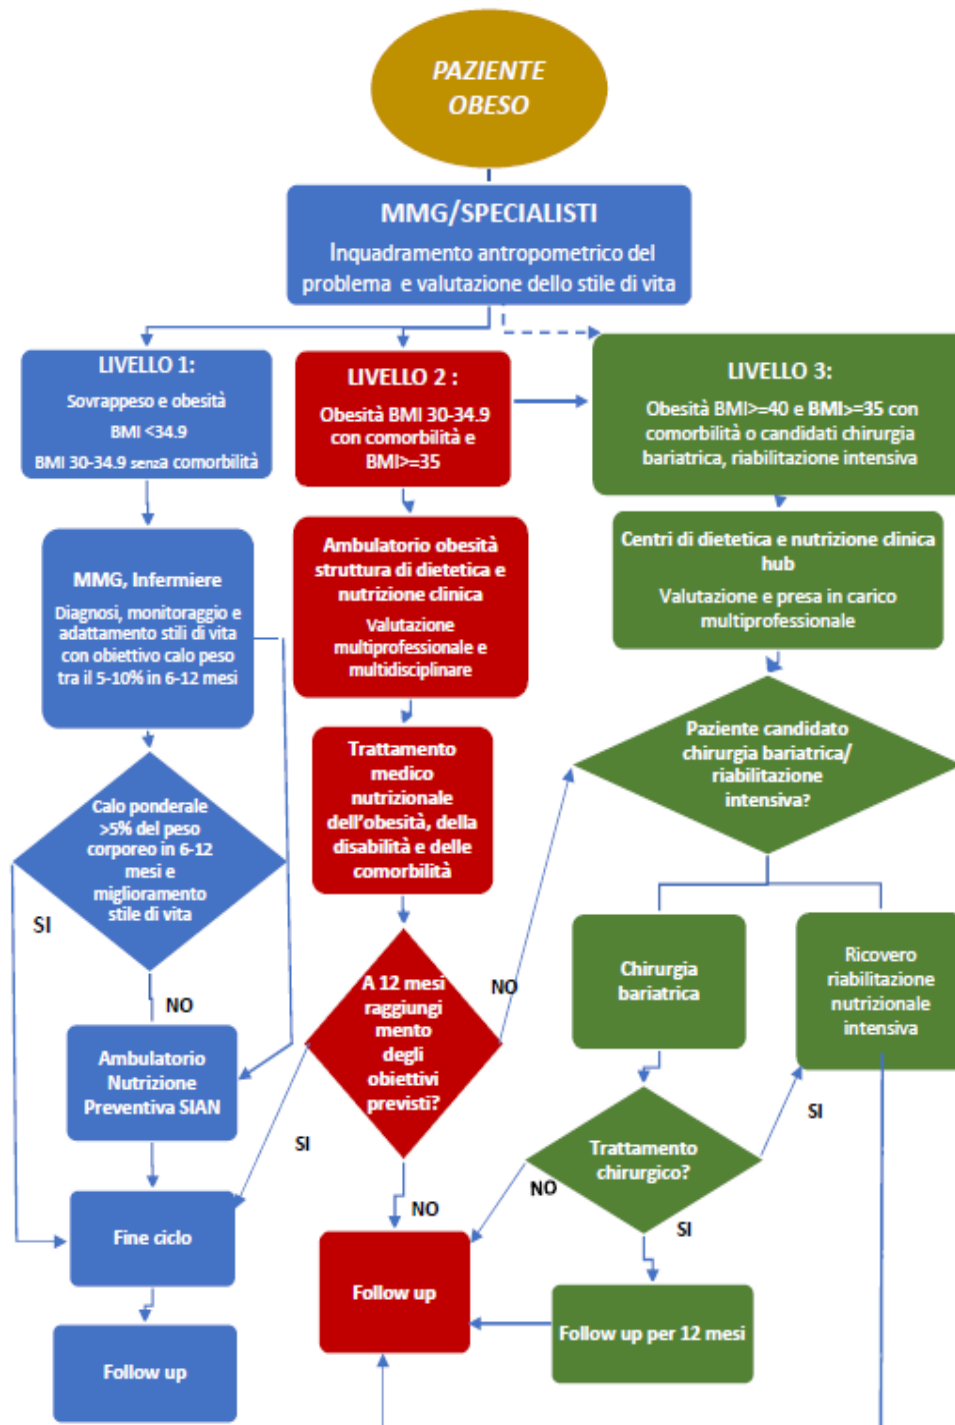 PAZIENTE
OBESO
MMG/SPECIALISTI
Inquadramento antropometrico del
problema e valutazione dello stile di vita
LIVELLO 1:
Sovrappeso e obesità
BMI <34.9
BMI 30-34.9 senza comorbilità
LIVELLO 2 :
Obesità BMI 30-34.9
con comorbilità e
BMI>=35
LIVELLO 3:
Obesità BMI>=40 e BMI>=35 con
comorbilità o candidati chirurgia
bariatrica, riabilitazione intensiva
MMG, Infermiere
Diagnosi, monitoraggio e
adattamento stili di vita
con obiettivo calo peso
tra il 5-10% in 6-12 mesi
Ambulatorio obesità
struttura di dietetica e
nutrizione clinica
Valutazione
multiprofessionale e
multidisciplinare
Centri di dietetica e nutrizione clinica
hub
Valutazione e presa in carico
multiprofessionale
Calo ponderale
>5% del peso
corporeo in 6-12
mesi e
miglioramento
stile di vita
SI
NO
Trattamento
medico
nutrizionale
dell'obesità, della
disabilità e delle
comorbilità
Paziente candidato
chirurgia bariatrica/
riabilitazione
intensiva?
Ambulatorio
Nutrizione
Preventiva SIAN
A 12 mesi
raggiungi
mento
degli
obiettivi
previsti?
NO
SI
NO
Chirurgia
bariatrica
Ricovero
riabilitazione
nutrizionale
intensiva
Trattamento
chirurgico?
NO
SI
SI
Fine ciclo
Follow up
Follow up
Follow up per 12 mesi